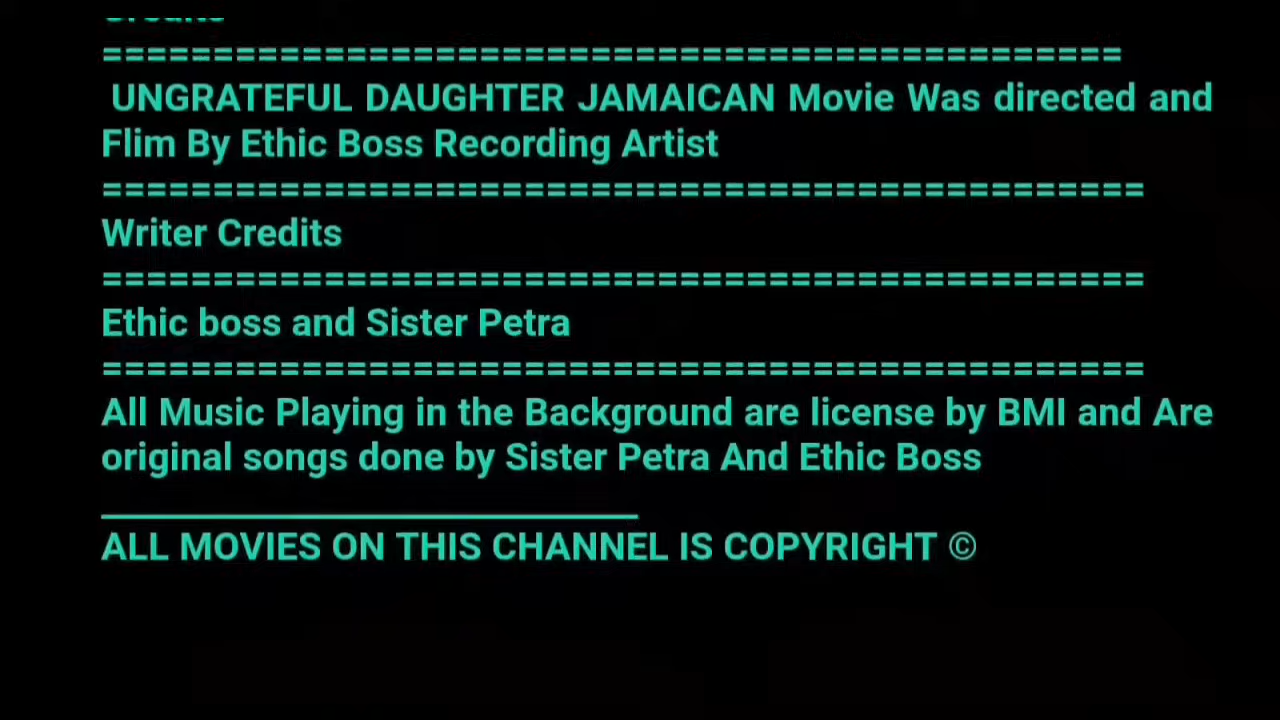 ==============================================
UNGRATEFUL DAUGHTER JAMAICAN Movie Was directed and
Flim By Ethic Boss Recording Artist
===============================================
Writer Credits
===============================================
Ethic boss and Sister Petra
===============================================
All Music Playing in the Background are license by BMI and Are
original songs done by Sister Petra And Ethic Boss
____________________________
ALL MOVIES ON THIS CHANNEL IS COPYRIGHT ©